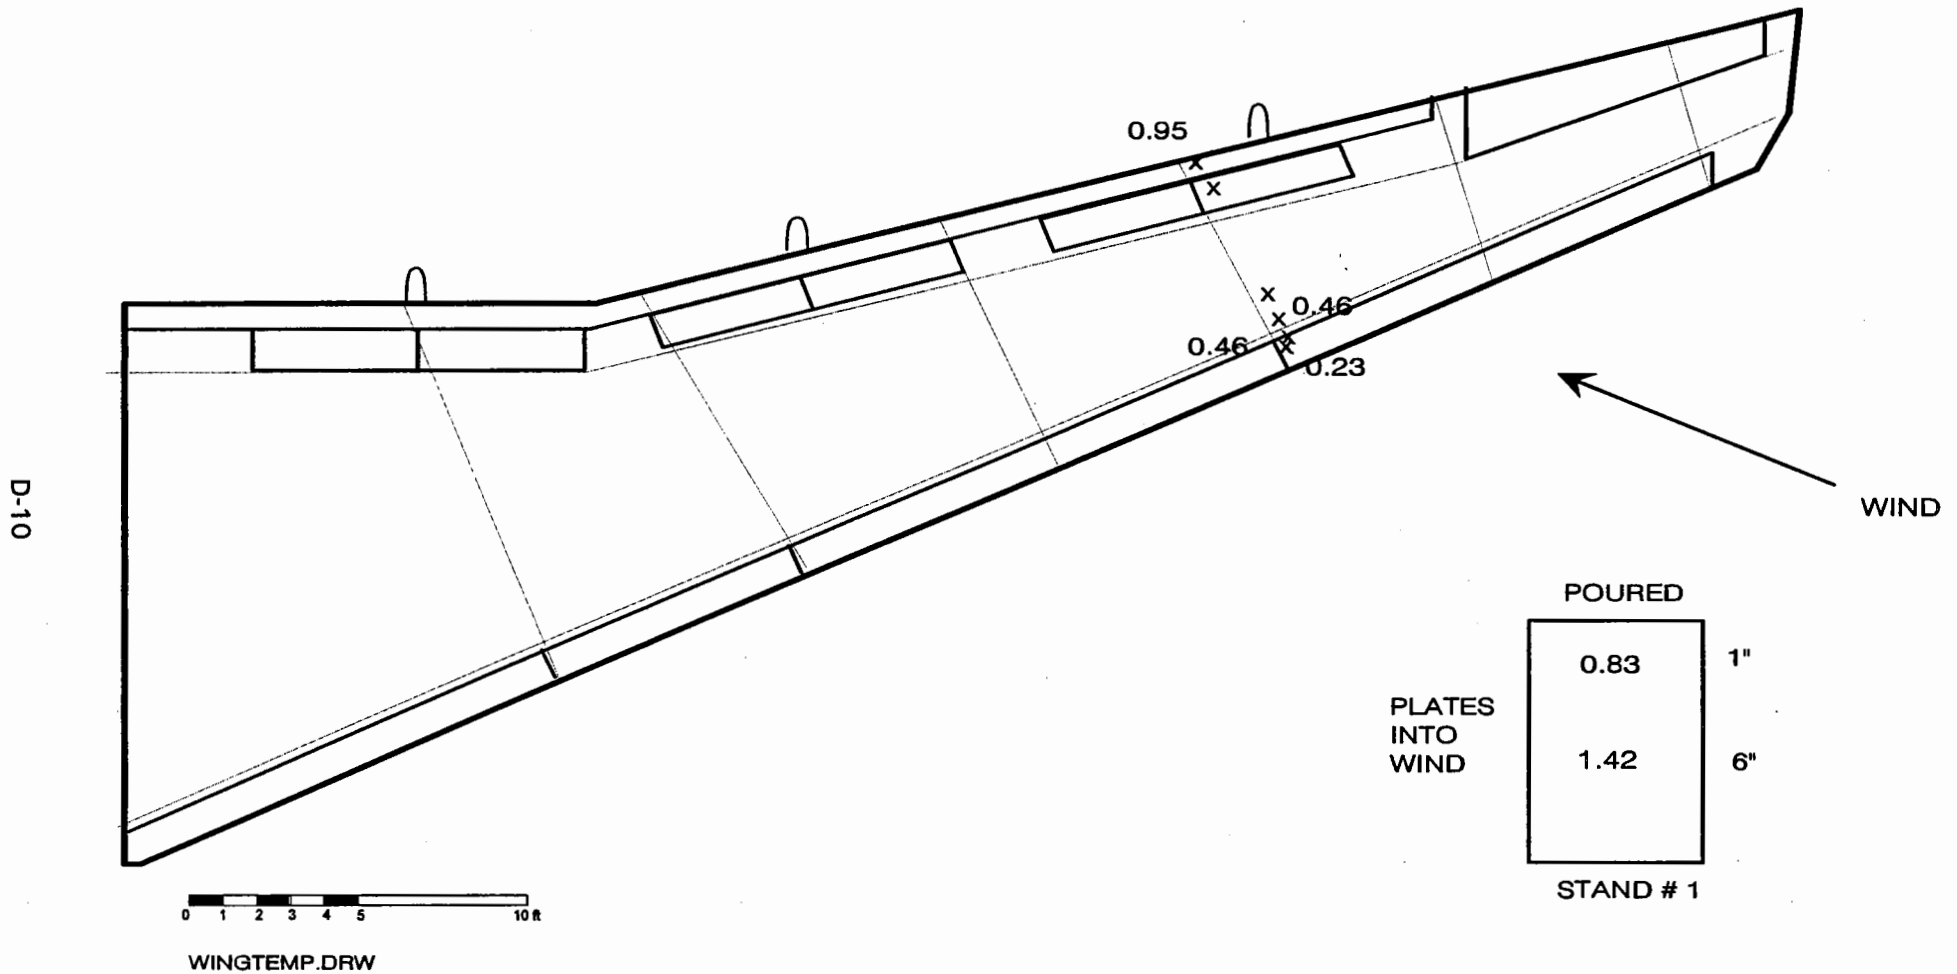 0.95
0.46
0.46
0.23
WIND
D-10
POURED
0.83 1"
PLATES
INTO
WIND
1.42 6"
STAND # 1
0 1 2 3 4 5 10 ft
WINGTEMP.DRW